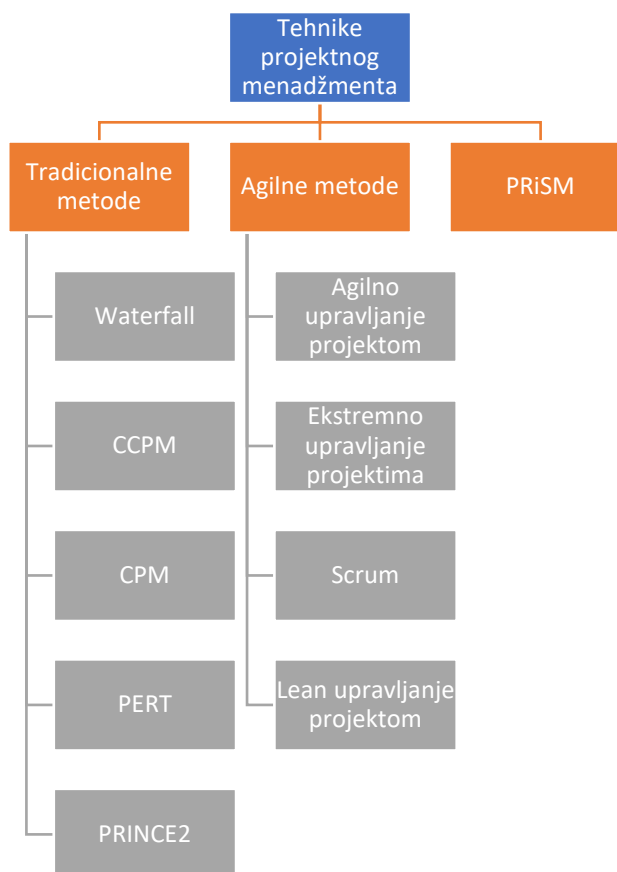 Tehnike
projektnog
menadžmenta
Tradicionalne
metode
Agilne metode
PRiSM
Waterfall
CCPM
CPM
PERT
PRINCE2
Agilno
upravljanje
projektom
Ekstremno
upravljanje
projektima
Scrum
Lean upravljanje
projektom